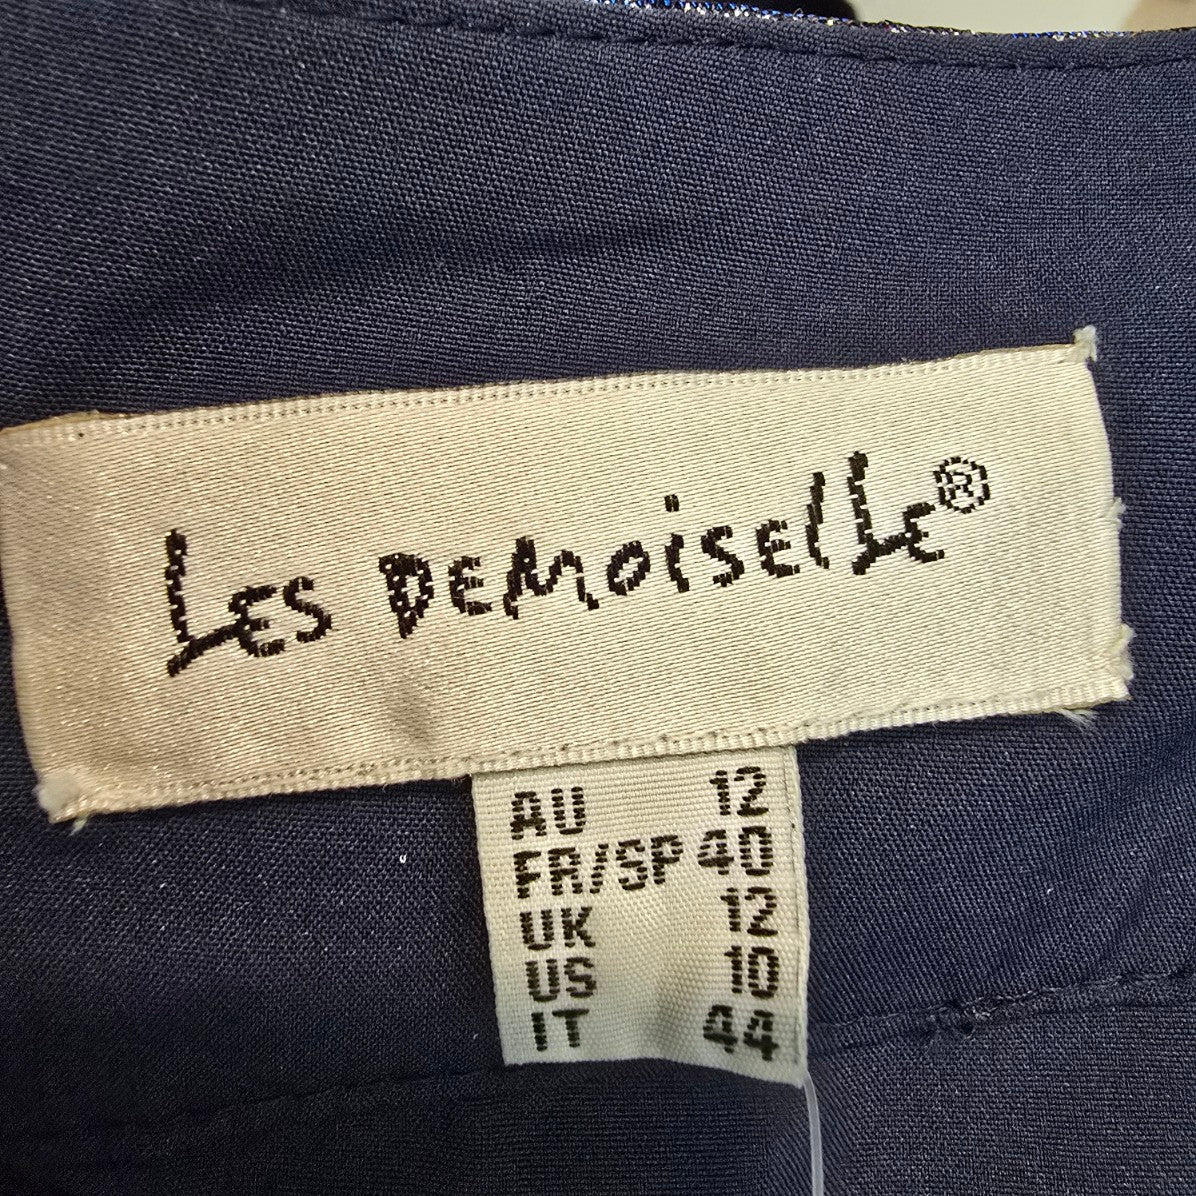 Les Demoiselle®
AU 12
FR/SP 40
UK 12
US 10
IT 44